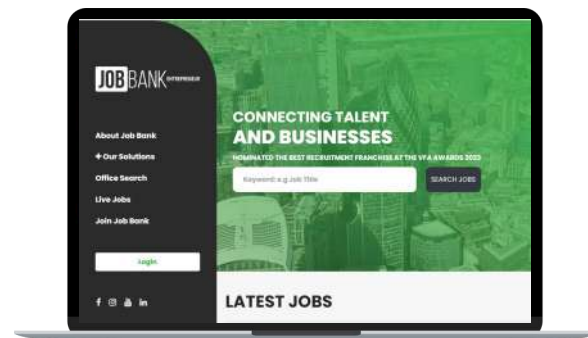 JOBBANK ENTREPRENEUR
About Job Bank
+ Our Solutions
Office Search
Live Jobs
Join Job Bank
Login
CONNECTING TALENT
AND BUSINESSES
NOMINATED THE BEST RECRUITMENT FRANCHISE AT THE VFA AWARDS 2023
Keyword: e.g Job Title
SEARCH JOBS
LATEST JOBS